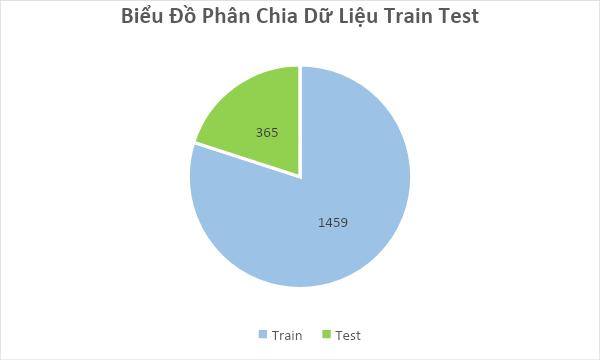 Biểu Đồ Phân Chia Dữ Liệu Train Test
365
1459
Train Test